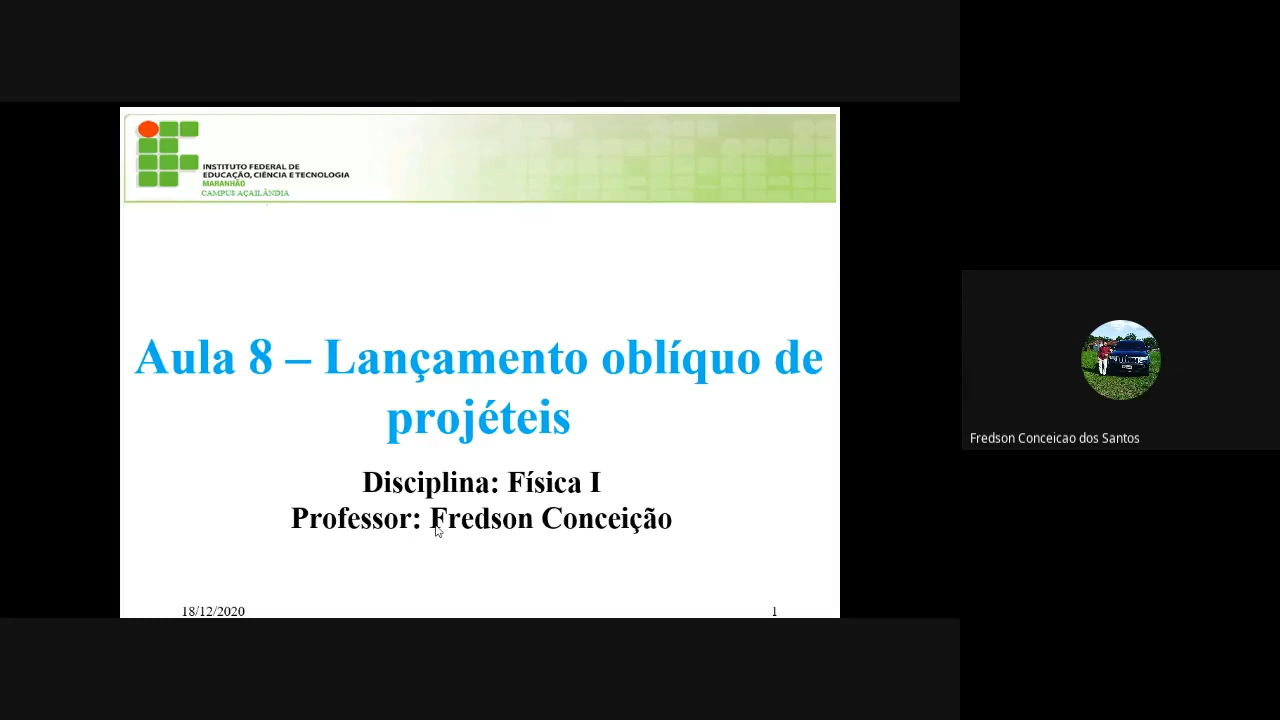 INSTITUTO FEDERAL DE
EDUCAÇÃO, CIÊNCIA E TECNOLOGIA
MARANHÃO
CAMPUS AÇAILÂNDIA
Aula 8 – Lançamento oblíquo de
projéteis
Disciplina: Física I
Professor: Fredson Conceição
18/12/2020
1
Fredson Conceicao dos Santos